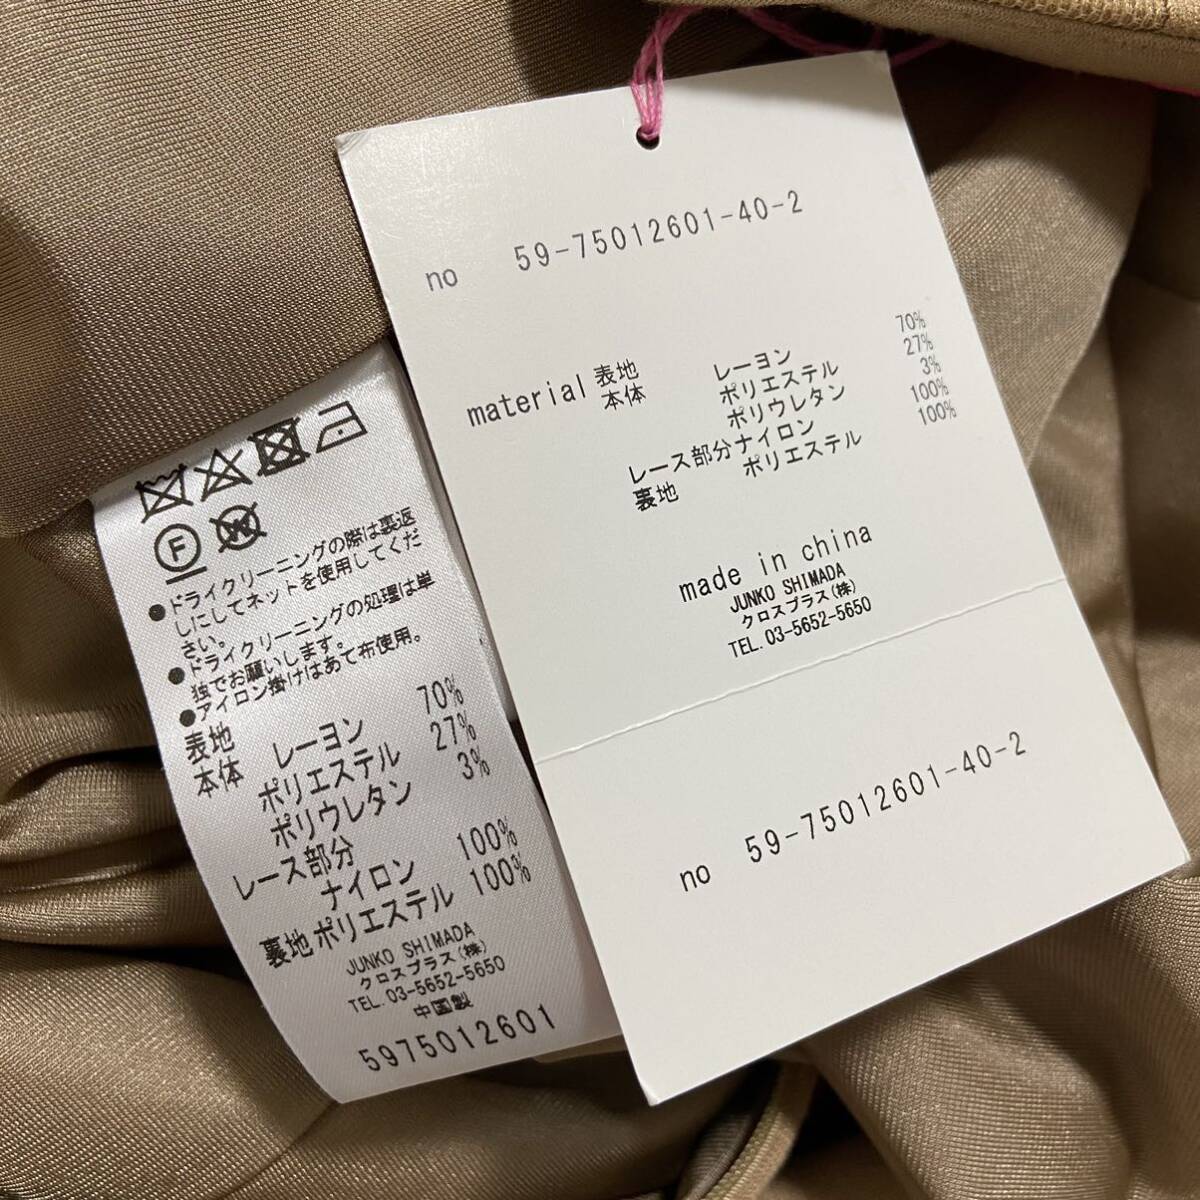 no 59-75012601-40-2
material 表地 レーヨン 70%
本体 ポリエステル 27%
ポリウレタン 3%
レース部分ナイロン 100%
裏地 ポリエステル 100%
made in china
JUNKO SHIMADA
クロスプラス(株)
TEL.03-5652-5650
no 59-75012601-40-2
F
W
●ドライクリーニングの際は裏返
しにしてネットを使用してくだ
さい。
●ドライクリーニングの処理は単
独でお願いします。
●アイロン掛けはあて布使用。
表地 レーヨン 70%
本体 ポリエステル 27%
ポリウレタン 3%
レース部分
ナイロン 100%
裏地ポリエステル 100%
JUNKO SHIMADA
クロスプラス(株)
TEL.03-5652-5650
中国製
5975012601